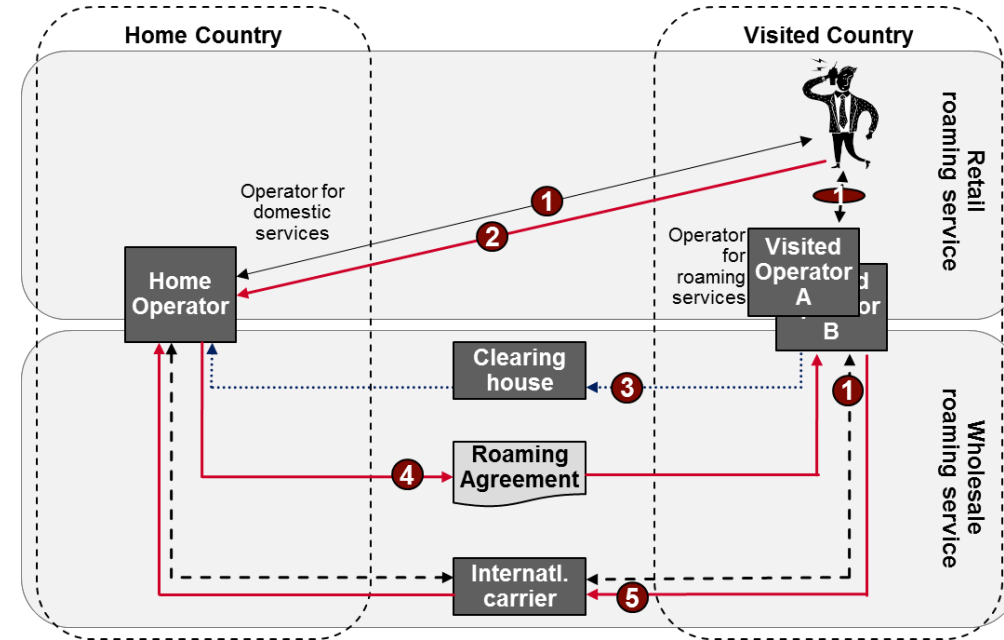 Home Country
Visited Country
Retail
roaming service
Operator for
domestic
services
1
2
1
Operator
for
roaming
services
Home
Operator
Visited
Operator
A
B
Clearing
house
3
1
Roaming
Agreement
4
Wholesale
roaming service
Internatl.
carrier
5